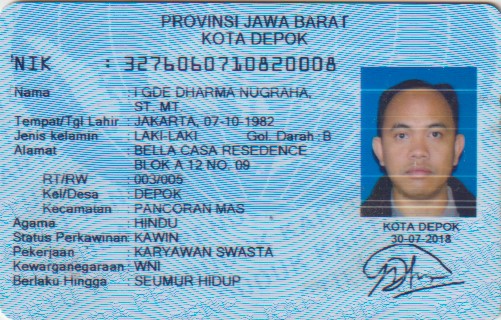 PROVINSI JAWA BARAT
KOTA DEPOK
NIK : 3276060710820008
Nama : I GDE DHARMA NUGRAHA,
ST. MT.
Tempat/Tgl Lahir : JAKARTA, 07-10-1982
Jenis kelamin : LAKI-LAKI Gol. Darah : B
Alamat : BELLA CASA RESEDENCE
BLOK A 12 NO. 09
RT/RW : 003/005
Kel/Desa : DEPOK
Kecamatan : PANCORAN MAS
Agama : HINDU
Status Perkawinan: KAWIN
Pekerjaan : KARYAWAN SWASTA
Kewarganegaraan : WNI
Berlaku Hingga : SEUMUR HIDUP
KOTA DEPOK
30-07-2018